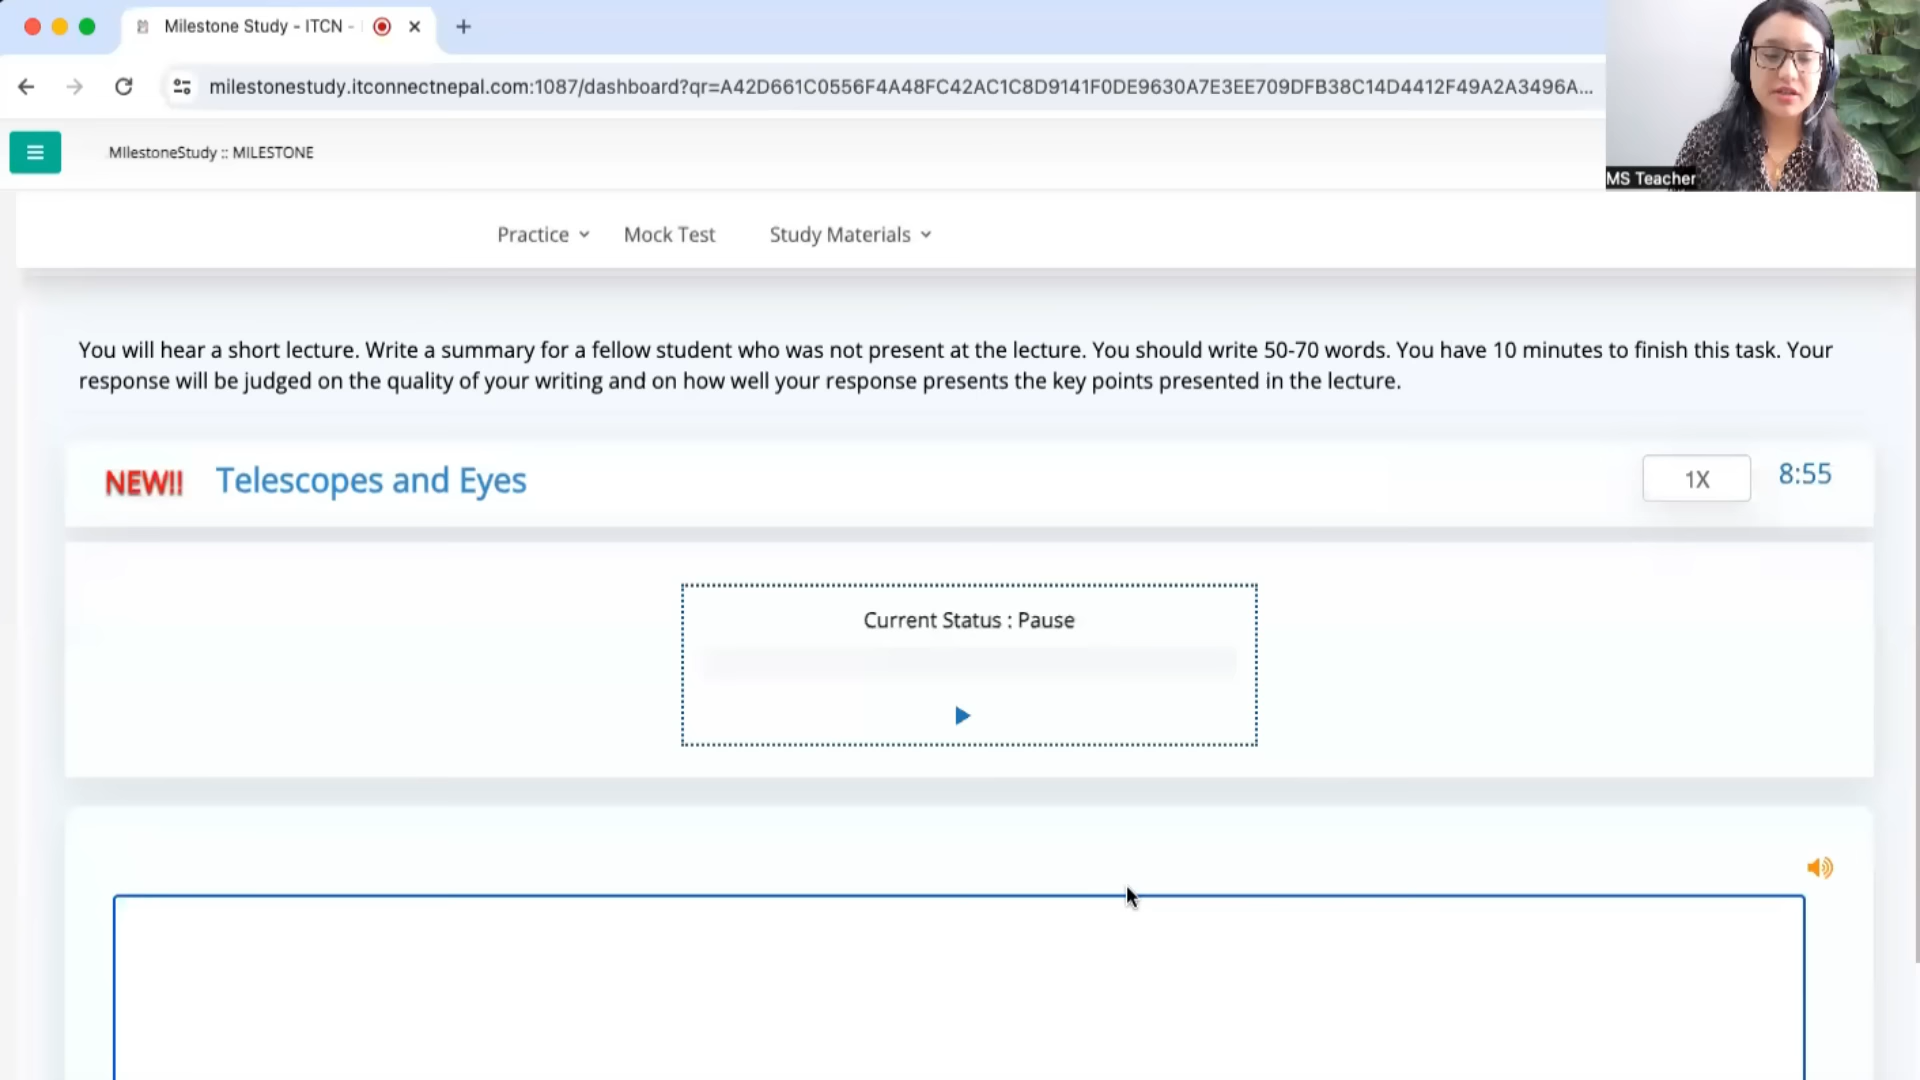 Milestone Study - ITCN -
milestonestudy.itconnectnepal.com:1087/dashboard?qr=A42D661C0556F4A48FC42AC1C8D9141F0DE9630A7E3EE709DFB38C14D4412F49A2A3496A...
MIlestoneStudy :: MILESTONE
MS Teacher
Practice Mock Test Study Materials
You will hear a short lecture. Write a summary for a fellow student who was not present at the lecture. You should write 50-70 words. You have 10 minutes to finish this task. Your
response will be judged on the quality of your writing and on how well your response presents the key points presented in the lecture.
NEW!! Telescopes and Eyes 1X 8:55
Current Status : Pause